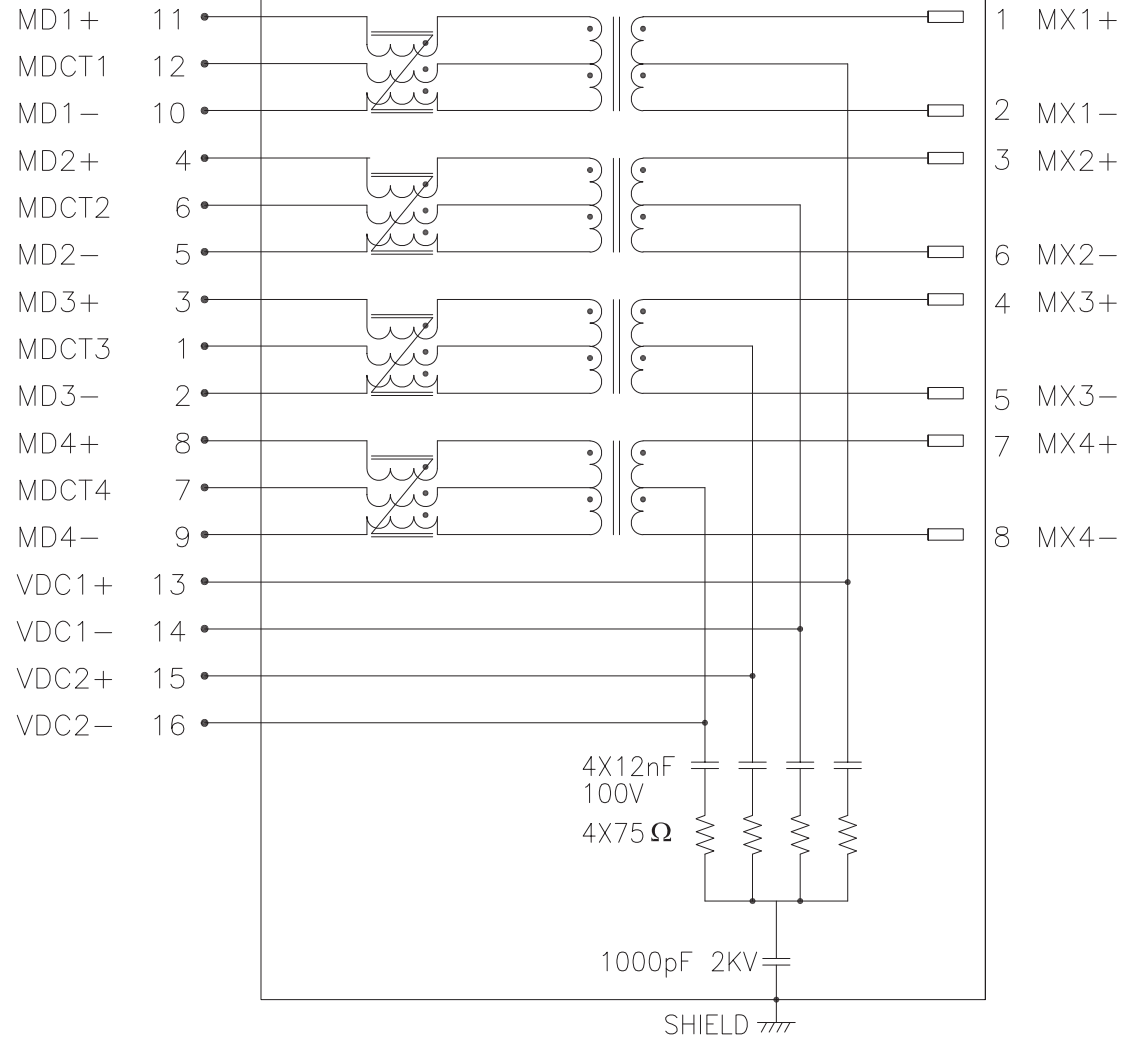 MD1+ 11 1 MX1+
MDCT1 12
MD1- 10 2 MX1-
MD2+ 4 3 MX2+
MDCT2 6
MD2- 5 6 MX2-
MD3+ 3 4 MX3+
MDCT3 1
MD3- 2 5 MX3-
MD4+ 8 7 MX4+
MDCT4 7
MD4- 9 8 MX4-
VDC1+ 13
VDC1- 14
VDC2+ 15
VDC2- 16
4X12nF
100V
4X75Ω
1000pF 2KV
SHIELD